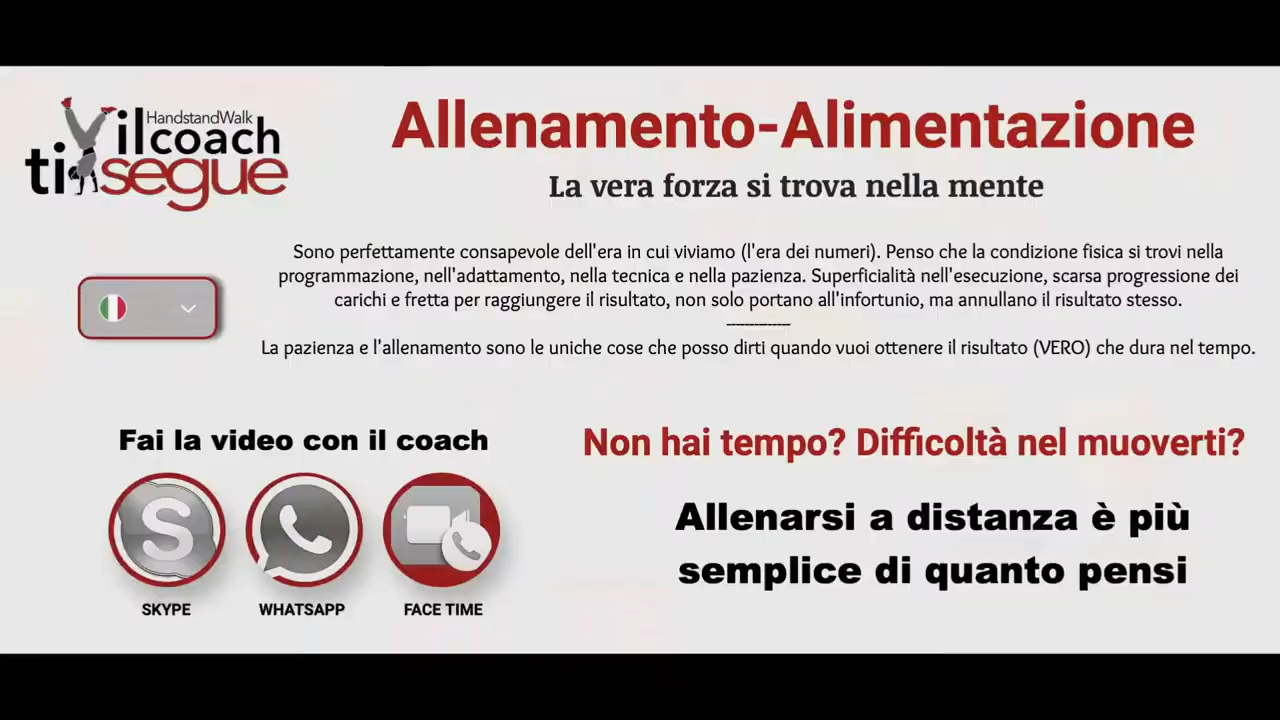 HandstandWalk
ilcoach
ti segue
Allenamento-Alimentazione
La vera forza si trova nella mente
Sono perfettamente consapevole dell'era in cui viviamo (l'era dei numeri). Penso che la condizione fisica si trovi nella
programmazione, nell'adattamento, nella tecnica e nella pazienza. Superficialità nell'esecuzione, scarsa progressione dei
carichi e fretta per raggiungere il risultato, non solo portano all'infortunio, ma annullano il risultato stesso.
--------------
La pazienza e l'allenamento sono le uniche cose che posso dirti quando vuoi ottenere il risultato (VERO) che dura nel tempo.
Fai la video con il coach
S
SKYPE
WHATSAPP
FACE TIME
Non hai tempo? Difficoltà nel muoverti?
Allenarsi a distanza è più
semplice di quanto pensi